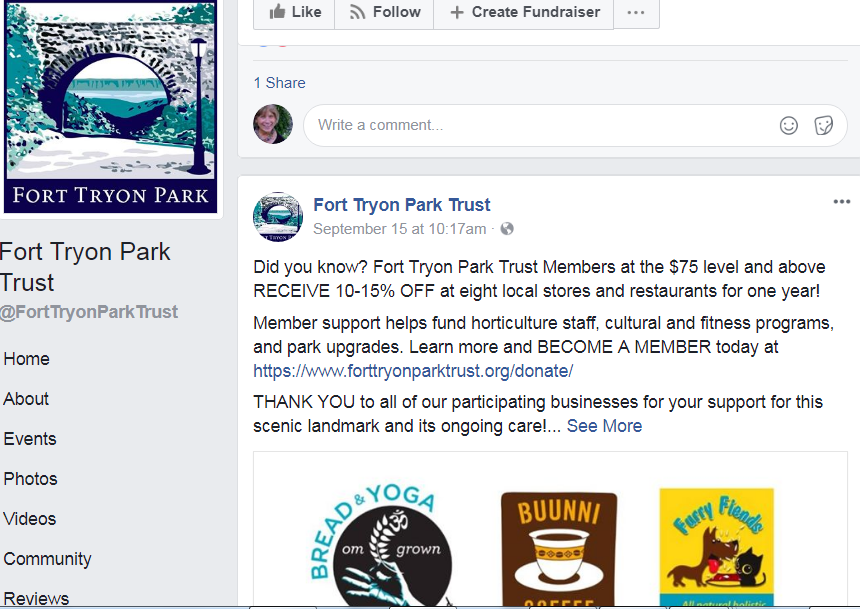 Like
Follow
Create Fundraiser
FORT TRYON PARK
Fort Tryon Park
Trust
@FortTryonParkTrust
Home
About
Events
Photos
Videos
Community
Reviews
1 Share
Write a comment...
Fort Tryon Park Trust
September 15 at 10:17am
Did you know? Fort Tryon Park Trust Members at the $75 level and above
RECEIVE 10-15% OFF at eight local stores and restaurants for one year!
Member support helps fund horticulture staff, cultural and fitness programs,
and park upgrades. Learn more and BECOME A MEMBER today at
https://www.forttryonparktrust.org/donate/
THANK YOU to all of our participating businesses for your support for this
scenic landmark and its ongoing care!... See More
BREAD & YOGA
ॐ
om grown
BUUNNI
COFFEE
Furry Fiends
All natural holistic